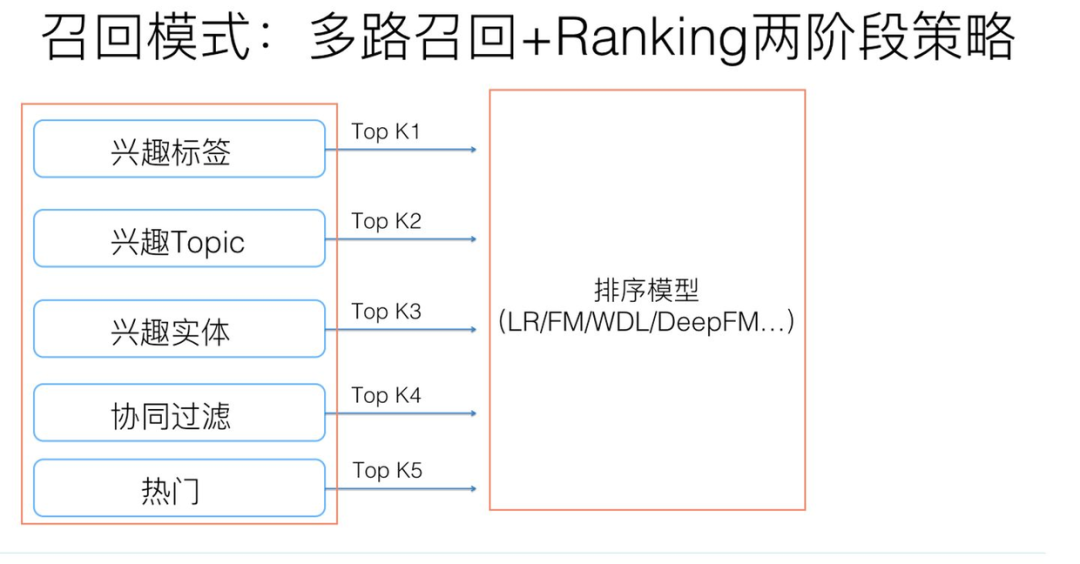 召回模式：多路召回+Ranking两阶段策略
兴趣标签
Top K1
兴趣Topic
Top K2
兴趣实体
Top K3
协同过滤
Top K4
热门
Top K5
排序模型
（LR/FM/WDL/DeepFM...）